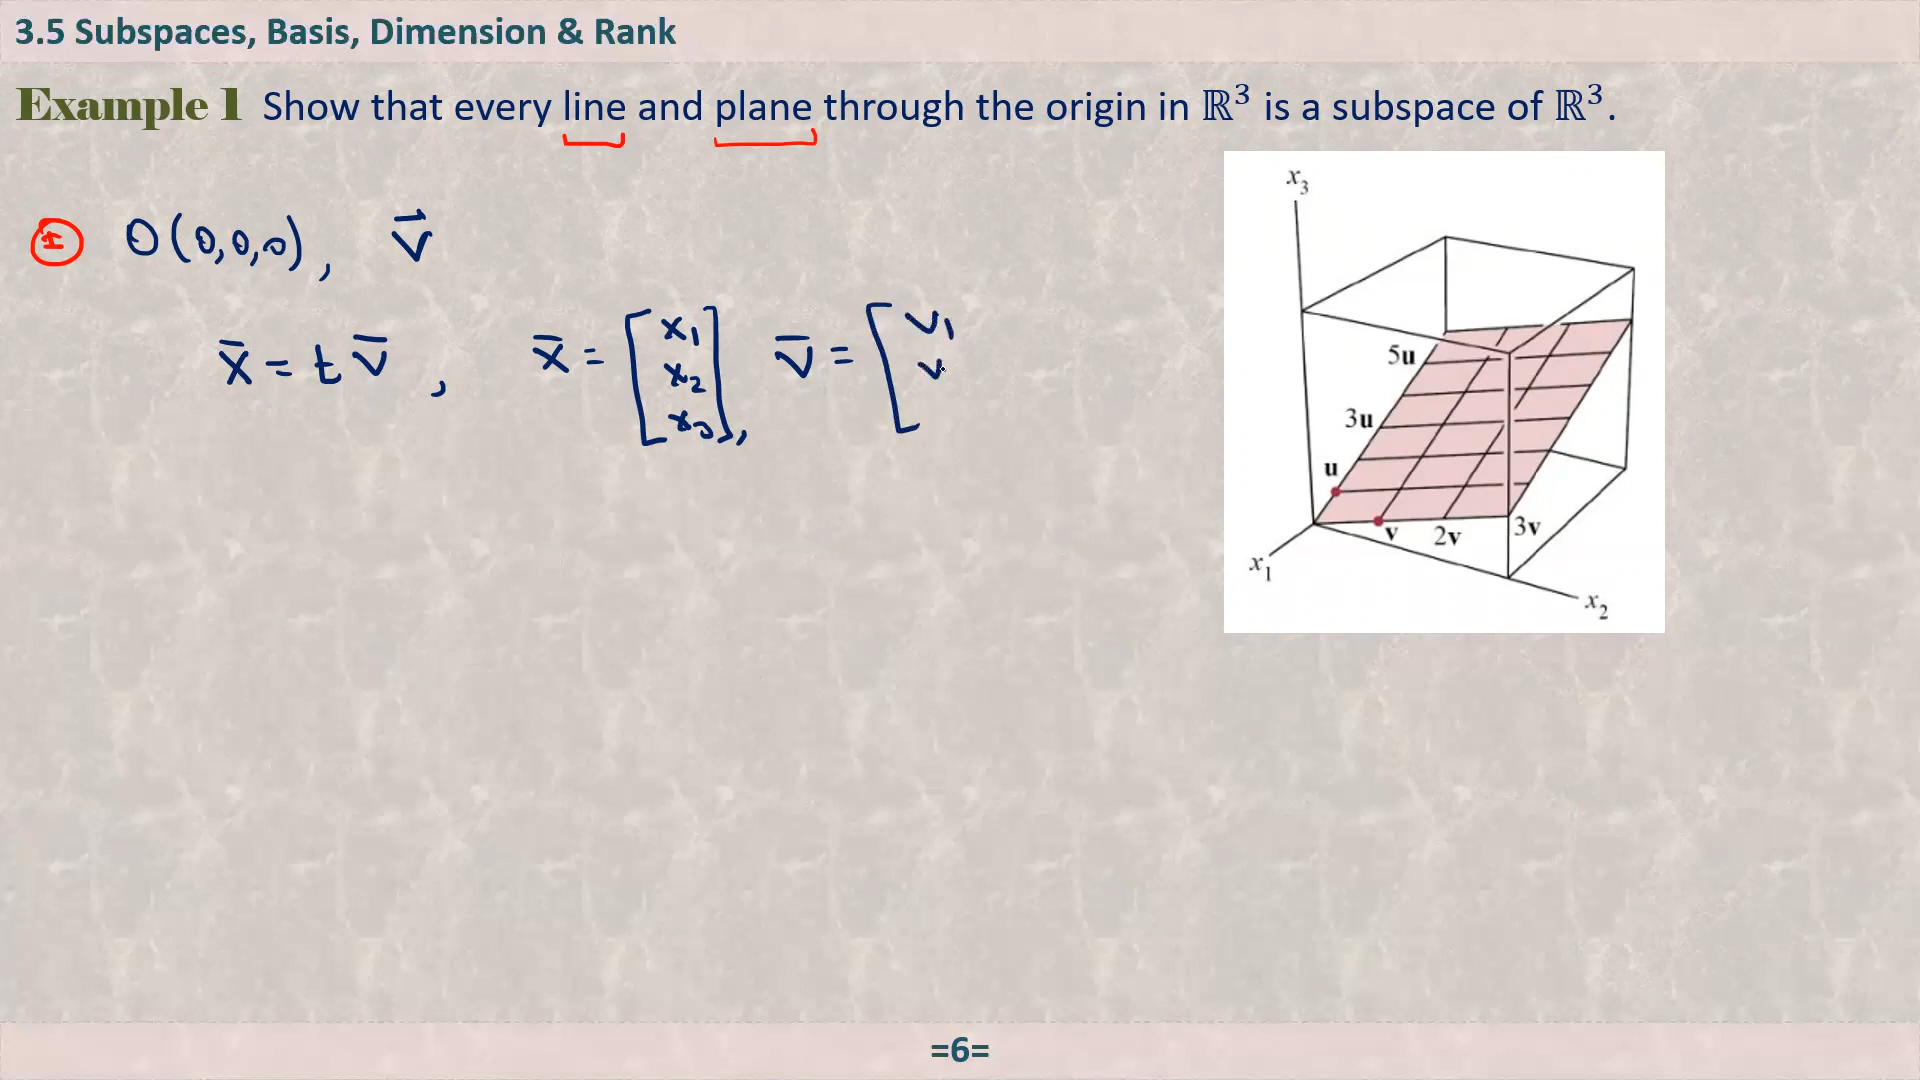 3.5 Subspaces, Basis, Dimension & Rank
Example 1 Show that every line and plane through the origin in ℝ³ is a subspace of ℝ³.
I O(0,0,0), v⃗
x̄ = t v̄ , x̄ = [x₁ x₂ x₃], v̄ = [v₁ v
x₃
5u
3u
u
v 2v 3v
x₁
x₂
=6=